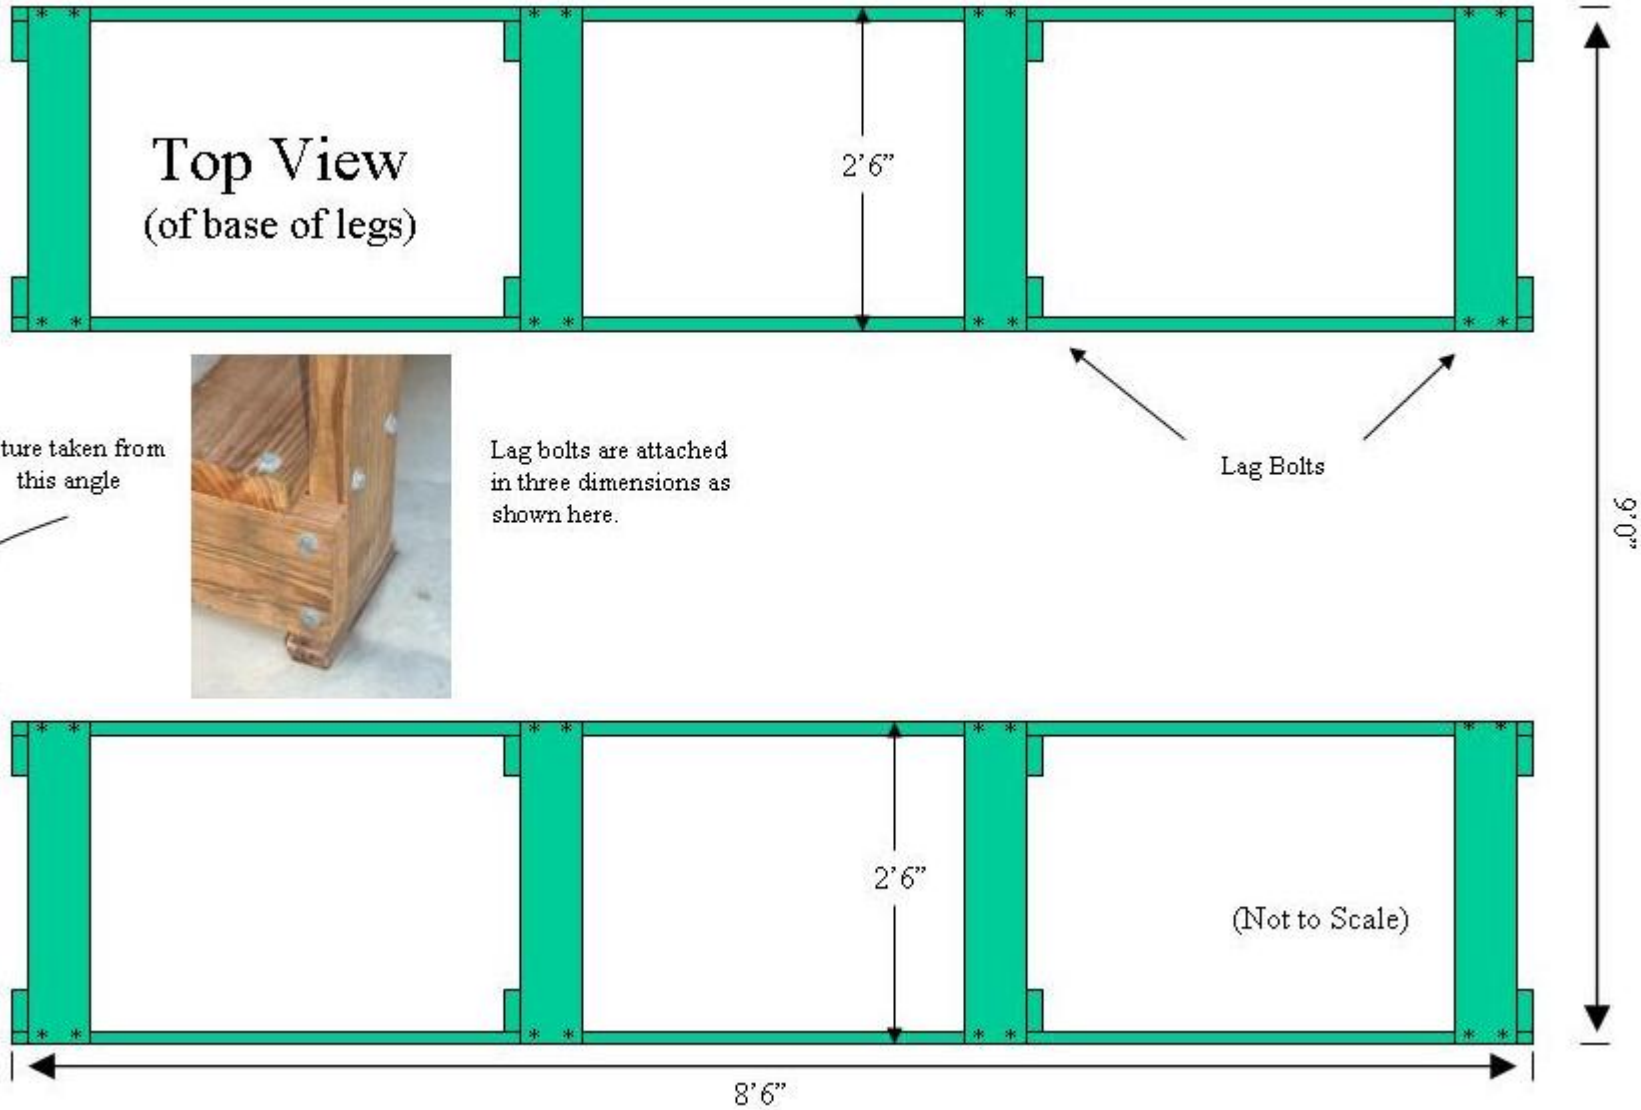 Top View
(of base of legs)
2'6”
ture taken from
this angle
Lag bolts are attached
in three dimensions as
shown here.
Lag Bolts
9'0”
2'6”
(Not to Scale)
8'6”